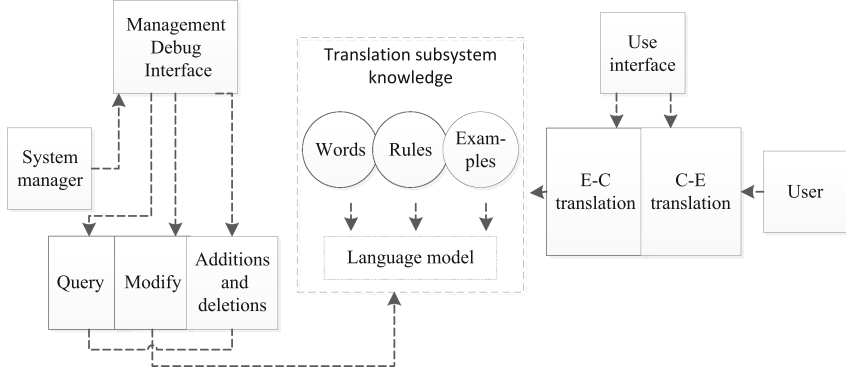 Management
Debug
Interface
System
manager
Query
Modify
Additions
and
deletions
Translation subsystem
knowledge
Words
Rules
Exam-
ples
Language model
Use
interface
E-C
translation
C-E
translation
User